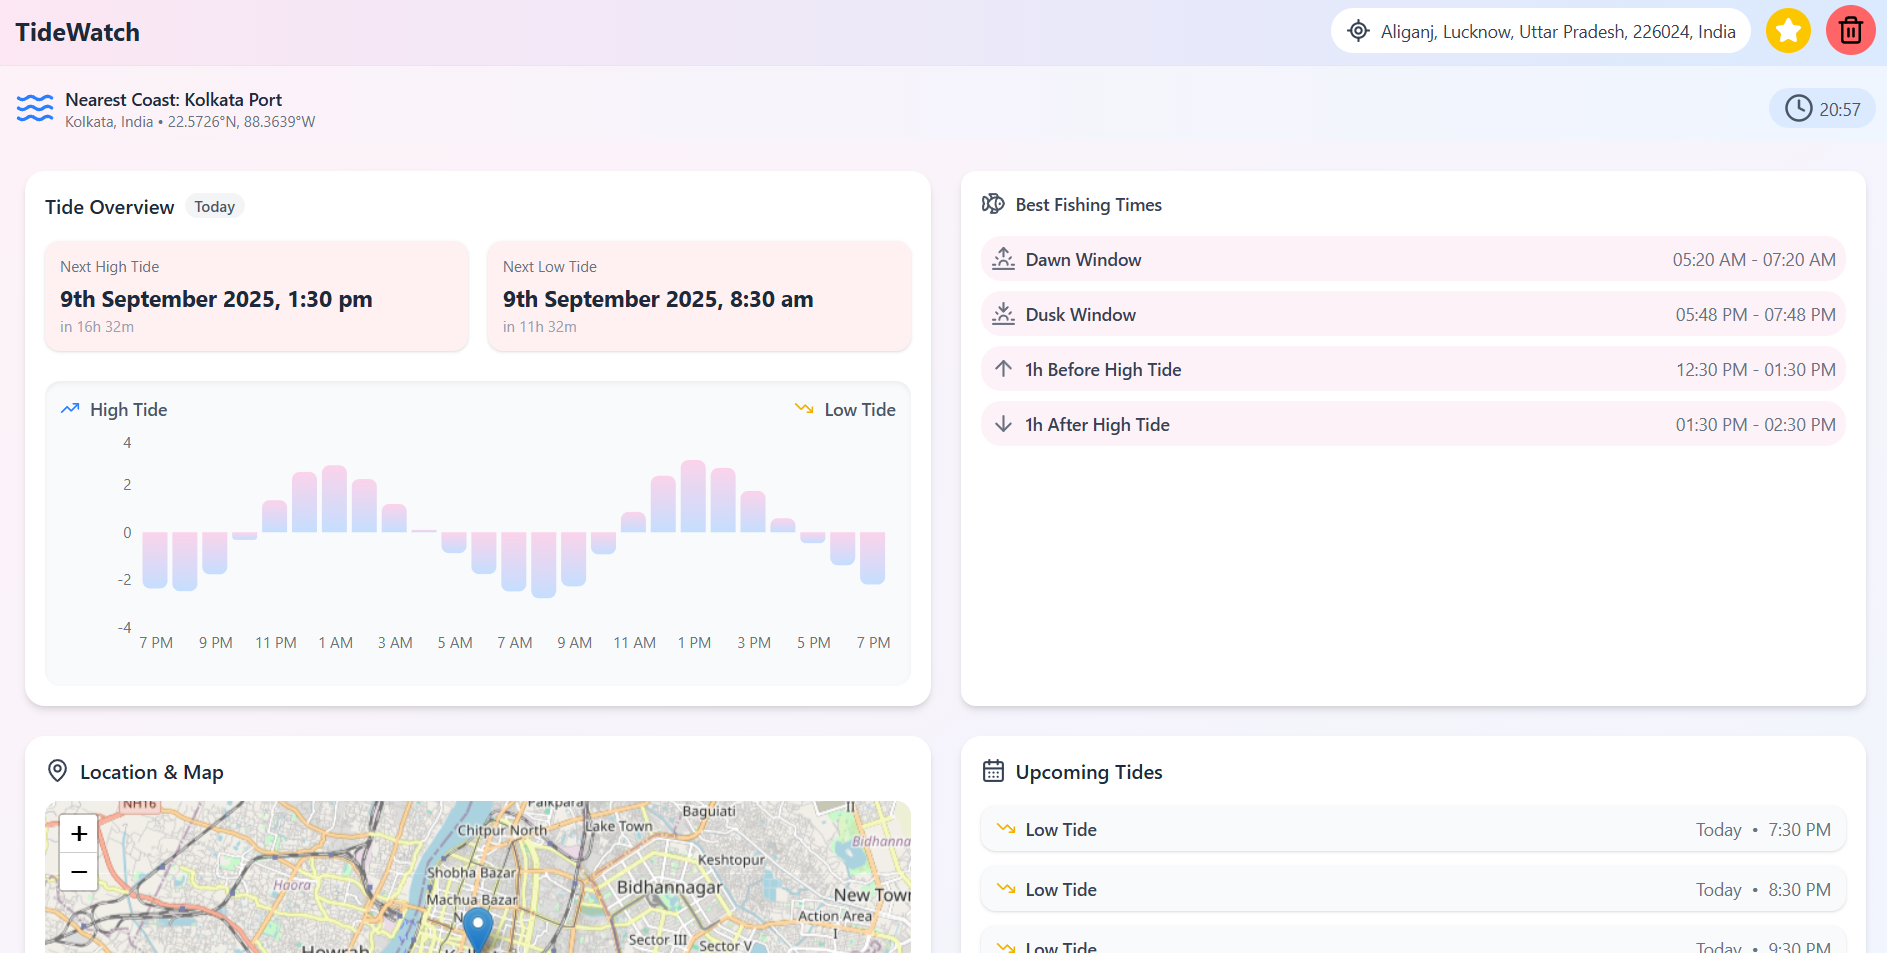 TideWatch
Aliganj, Lucknow, Uttar Pradesh, 226024, India
Nearest Coast: Kolkata Port
Kolkata, India • 22.5726°N, 88.3639°W
20:57
Tide Overview Today
Next High Tide
9th September 2025, 1:30 pm
in 16h 32m
Next Low Tide
9th September 2025, 8:30 am
in 11h 32m
High Tide
Low Tide
4
2
0
-2
-4
7 PM 9 PM 11 PM 1 AM 3 AM 5 AM 7 AM 9 AM 11 AM 1 PM 3 PM 5 PM 7 PM
Best Fishing Times
Dawn Window 05:20 AM - 07:20 AM
Dusk Window 05:48 PM - 07:48 PM
1h Before High Tide 12:30 PM - 01:30 PM
1h After High Tide 01:30 PM - 02:30 PM
Location & Map
+
−
NH16
Paikpara
Baguiati
Chitpur North
Lake Town
Bidhanna
Keshtopur
Shobha Bazar
Haora
Bidhannagar
Machua Bazar
New Town
Action Area
I
II
Sector III
Sector V
Howrah
Upcoming Tides
Low Tide Today • 7:30 PM
Low Tide Today • 8:30 PM
Low Tide Today • 9:30 PM